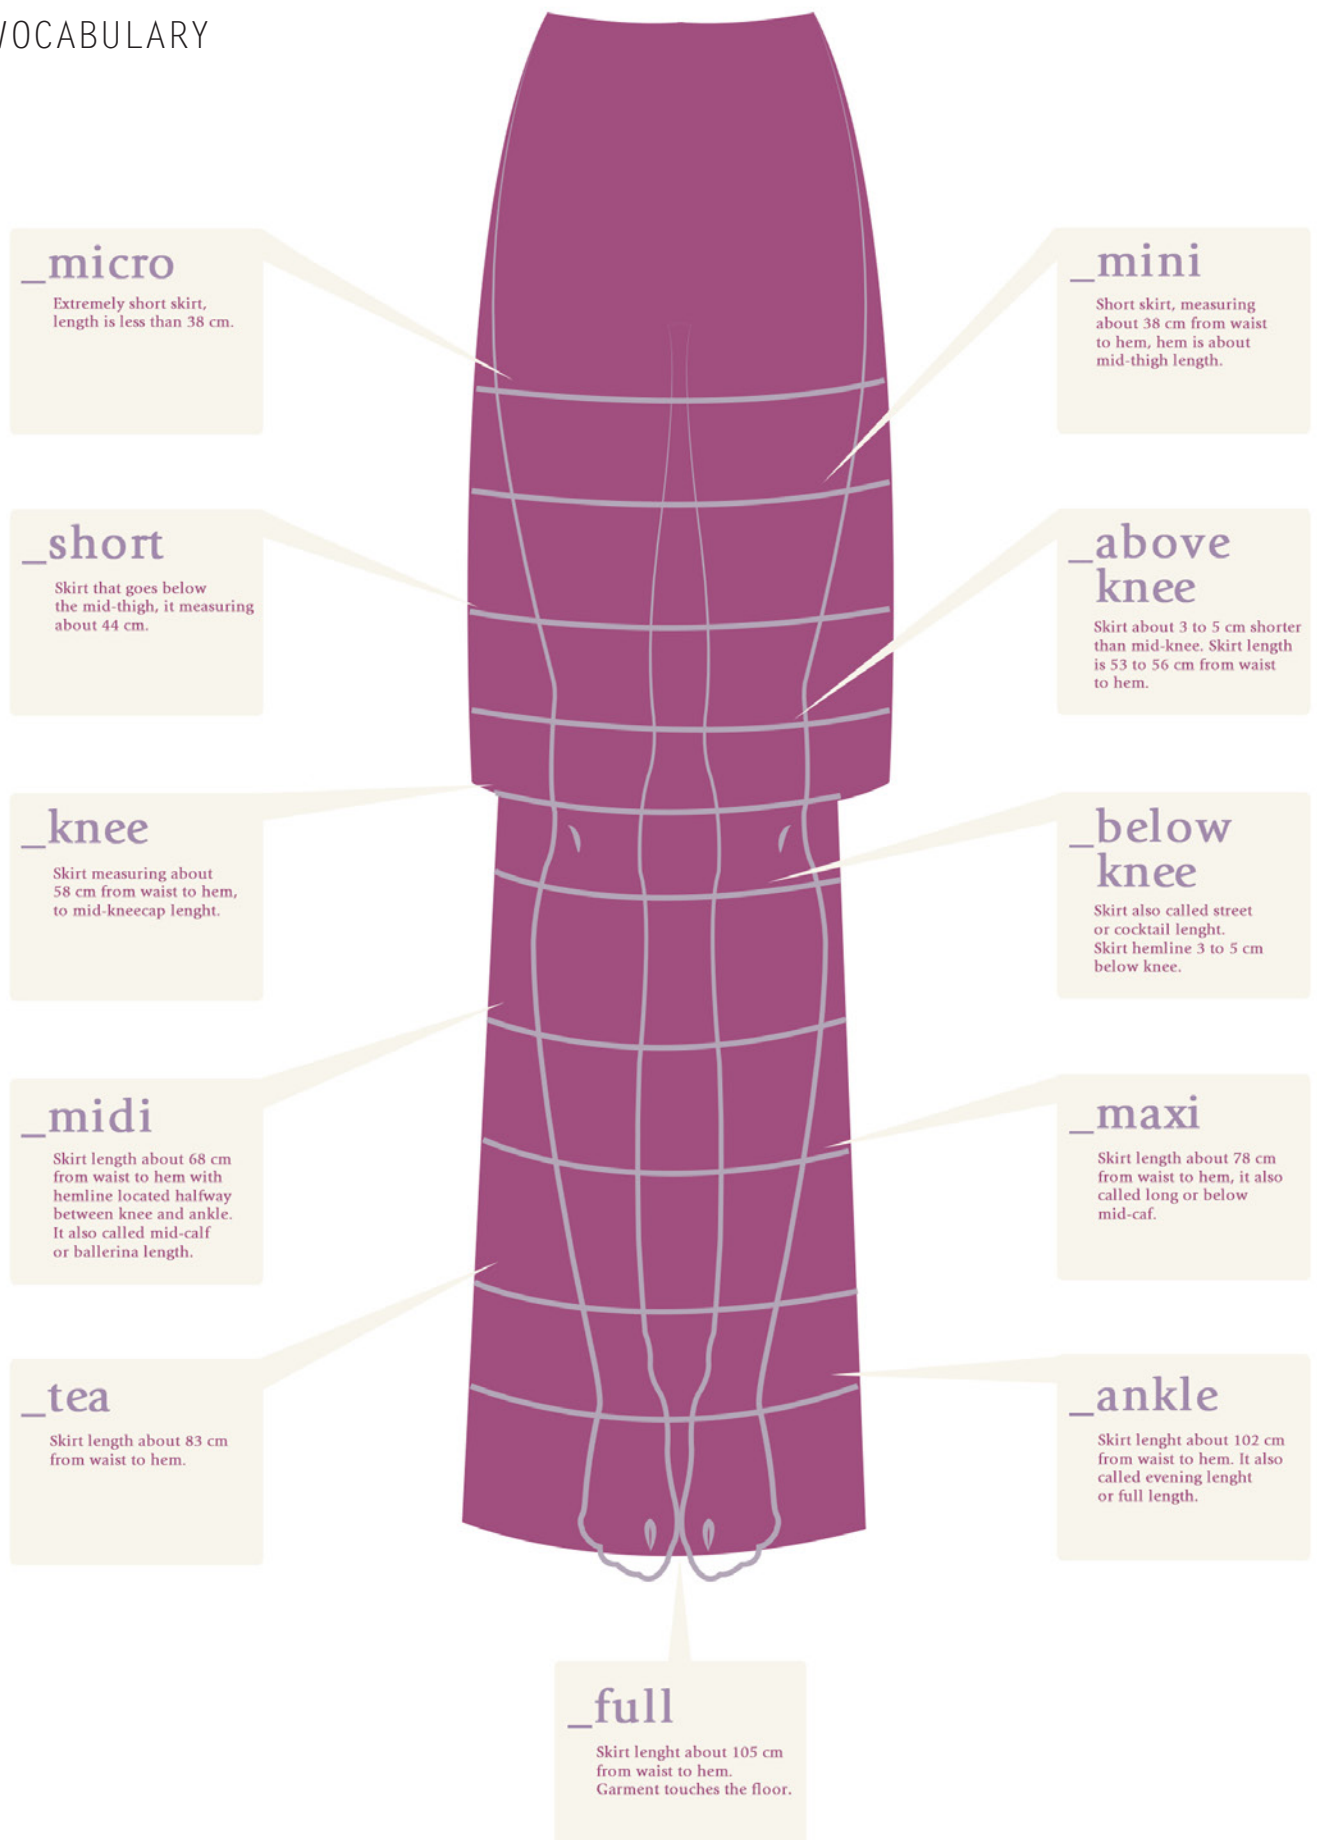 VOCABULARY
_micro
Extremely short skirt,
length is less than 38 cm.
_mini
Short skirt, measuring
about 38 cm from waist
to hem, hem is about
mid-thigh length.
_short
Skirt that goes below
the mid-thigh, it measuring
about 44 cm.
_above
knee
Skirt about 3 to 5 cm shorter
than mid-knee. Skirt length
is 53 to 56 cm from waist
to hem.
_knee
Skirt measuring about
58 cm from waist to hem,
to mid-kneecap lenght.
_below
knee
Skirt also called street
or cocktail lenght.
Skirt hemline 3 to 5 cm
below knee.
_midi
Skirt length about 68 cm
from waist to hem with
hemline located halfway
between knee and ankle.
It also called mid-calf
or ballerina length.
_maxi
Skirt length about 78 cm
from waist to hem, it also
called long or below
mid-caf.
_tea
Skirt length about 83 cm
from waist to hem.
_ankle
Skirt lenght about 102 cm
from waist to hem. It also
called evening lenght
or full length.
_full
Skirt lenght about 105 cm
from waist to hem.
Garment touches the floor.